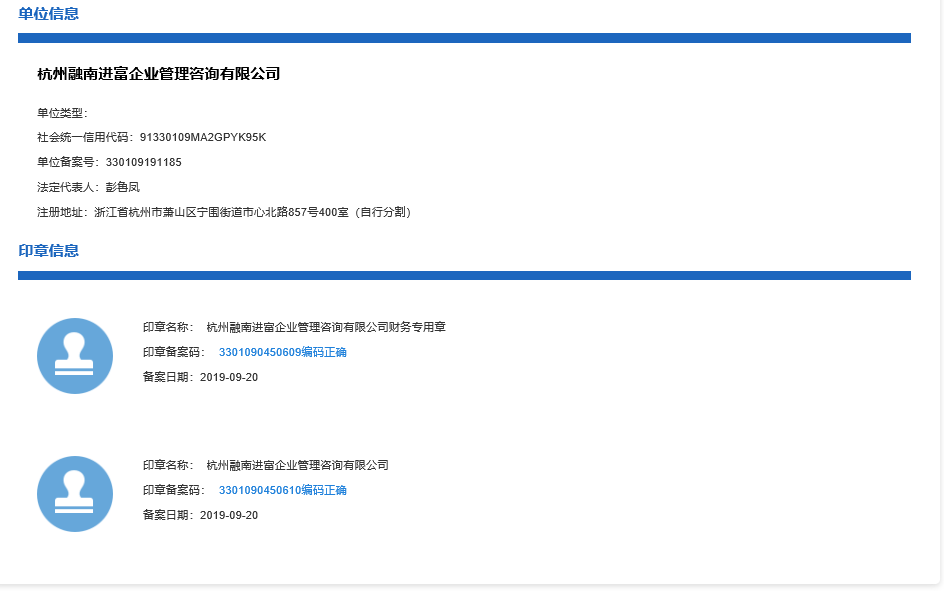 单位信息
杭州融南进富企业管理咨询有限公司
单位类型：
社会统一信用代码：91330109MA2GPYK95K
单位备案号：330109191185
法定代表人：彭鲁凤
注册地址：浙江省杭州市萧山区宁围街道市心北路857号400室（自行分割）
印章信息
印章名称： 杭州融南进富企业管理咨询有限公司财务专用章
印章备案码： 3301090450609编码正确
备案日期：2019-09-20
印章名称： 杭州融南进富企业管理咨询有限公司
印章备案码： 3301090450610编码正确
备案日期：2019-09-20